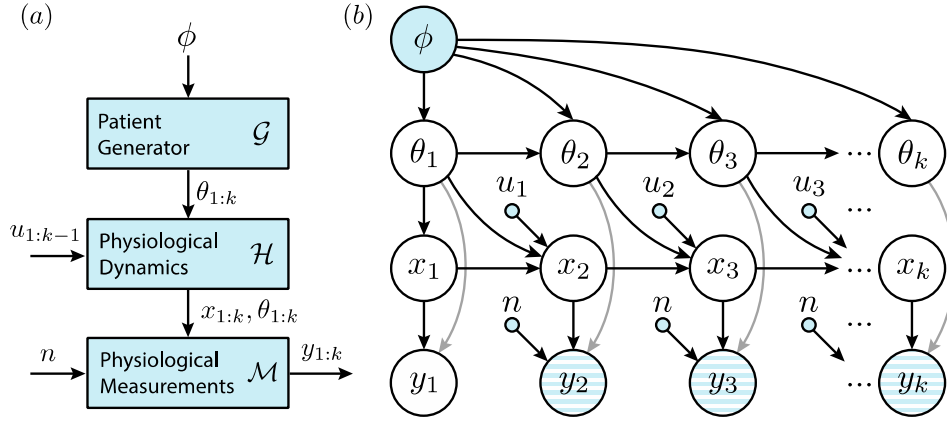 (a)
ϕ
Patient
Generator 𝒢
θ₁:ₖ
u₁:ₖ₋₁
Physiological
Dynamics ℋ
x₁:ₖ, θ₁:ₖ
n
Physiological
Measurements ℳ
y₁:ₖ
(b)
ϕ
θ₁ θ₂ θ₃ ... θₖ
u₁ u₂ u₃ ...
x₁ x₂ x₃ ... xₖ
n n n ...
y₁ y₂ y₃ ... yₖ